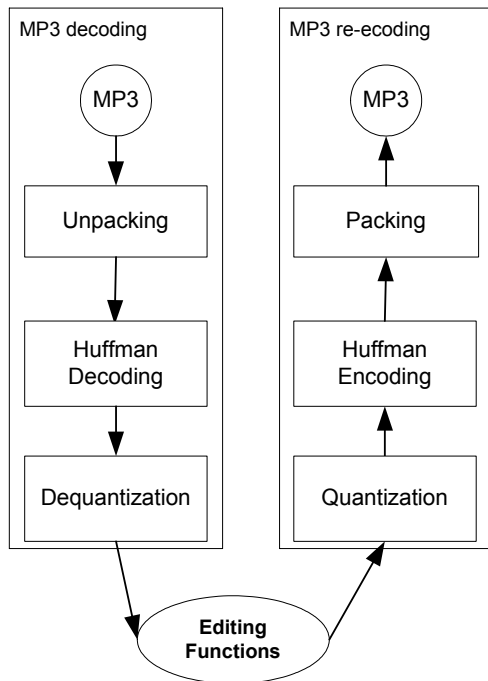 MP3 decoding
MP3
Unpacking
Huffman
Decoding
Dequantization
Editing
Functions
MP3 re-ecoding
MP3
Packing
Huffman
Encoding
Quantization